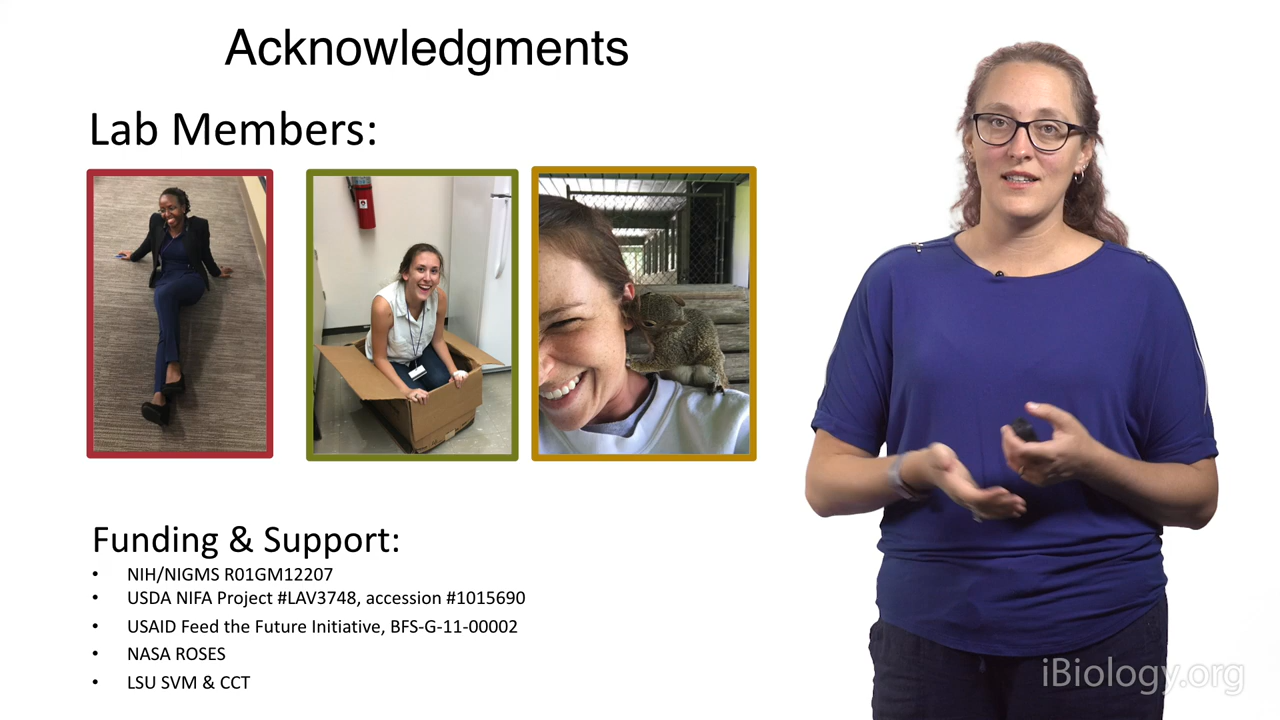 Acknowledgments
Lab Members:
Funding & Support:
• NIH/NIGMS R01GM12207
• USDA NIFA Project #LAV3748, accession #1015690
• USAID Feed the Future Initiative, BFS-G-11-00002
• NASA ROSES
• LSU SVM & CCT
iBiology.org